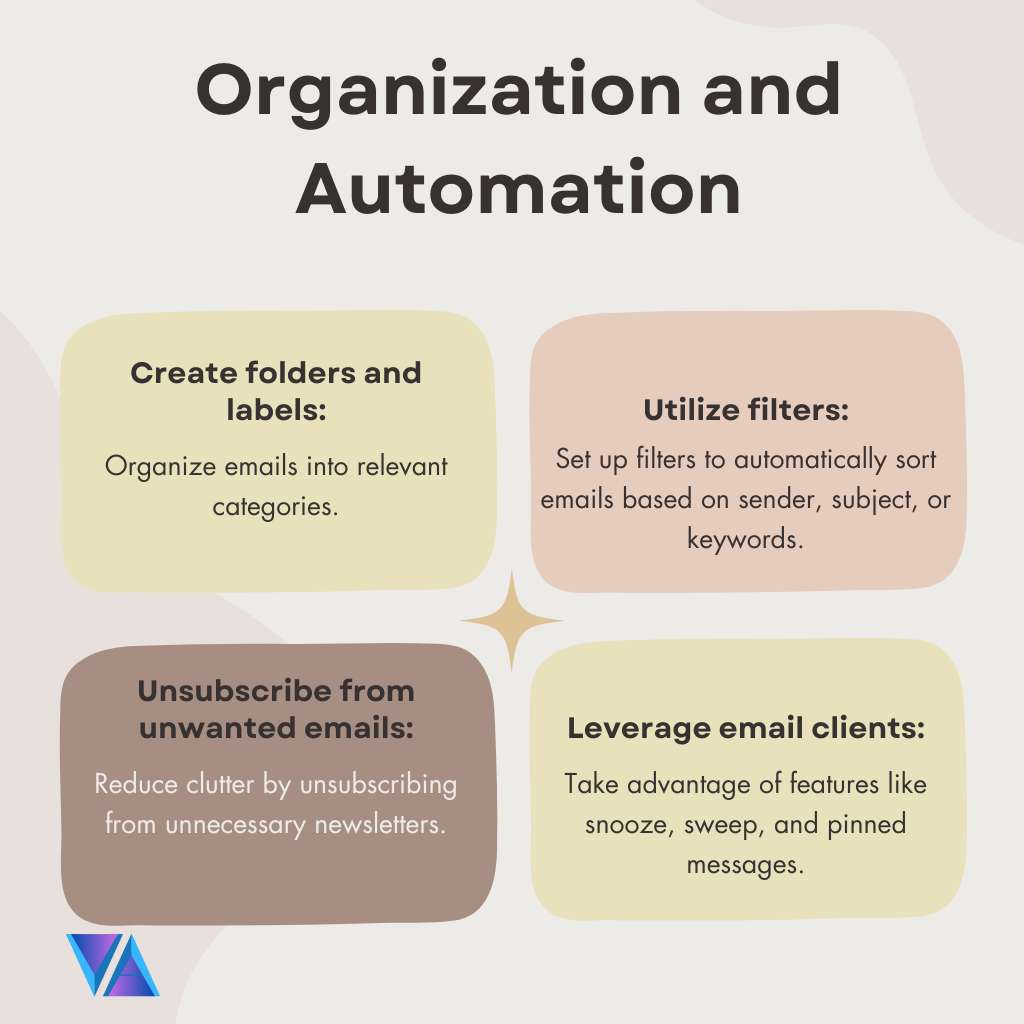 Organization and
Automation
Create folders and
labels:
Organize emails into relevant
categories.
Utilize filters:
Set up filters to automatically sort
emails based on sender, subject, or
keywords.
Unsubscribe from
unwanted emails:
Reduce clutter by unsubscribing
from unnecessary newsletters.
Leverage email clients:
Take advantage of features like
snooze, sweep, and pinned
messages.
VA